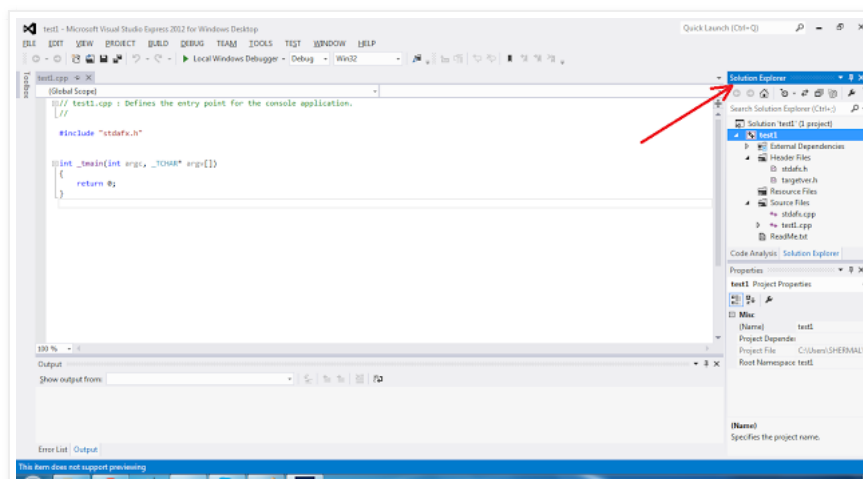 test1 - Microsoft Visual Studio Express 2012 for Windows Desktop
Quick Launch (Ctrl+Q)
FILE EDIT VIEW PROJECT BUILD DEBUG TEAM TOOLS TEST WINDOW HELP
Local Windows Debugger Debug Win32
Toolbox
test1.cpp
(Global Scope)
// test1.cpp : Defines the entry point for the console application.
//
#include "stdafx.h"
int _tmain(int argc, _TCHAR* argv[])
{
return 0;
}
100 %
Output
Show output from:
Error List Output
This item does not support previewing
Solution Explorer
Search Solution Explorer (Ctrl+;)
Solution 'test1' (1 project)
test1
External Dependencies
Header Files
stdafx.h
targetver.h
Resource Files
Source Files
stdafx.cpp
test1.cpp
ReadMe.txt
Code Analysis Solution Explorer
Properties
test1 Project Properties
Misc
(Name) test1
Project Depender
Project File C:\Users\SHERMAL
Root Namespace test1
(Name)
Specifies the project name.